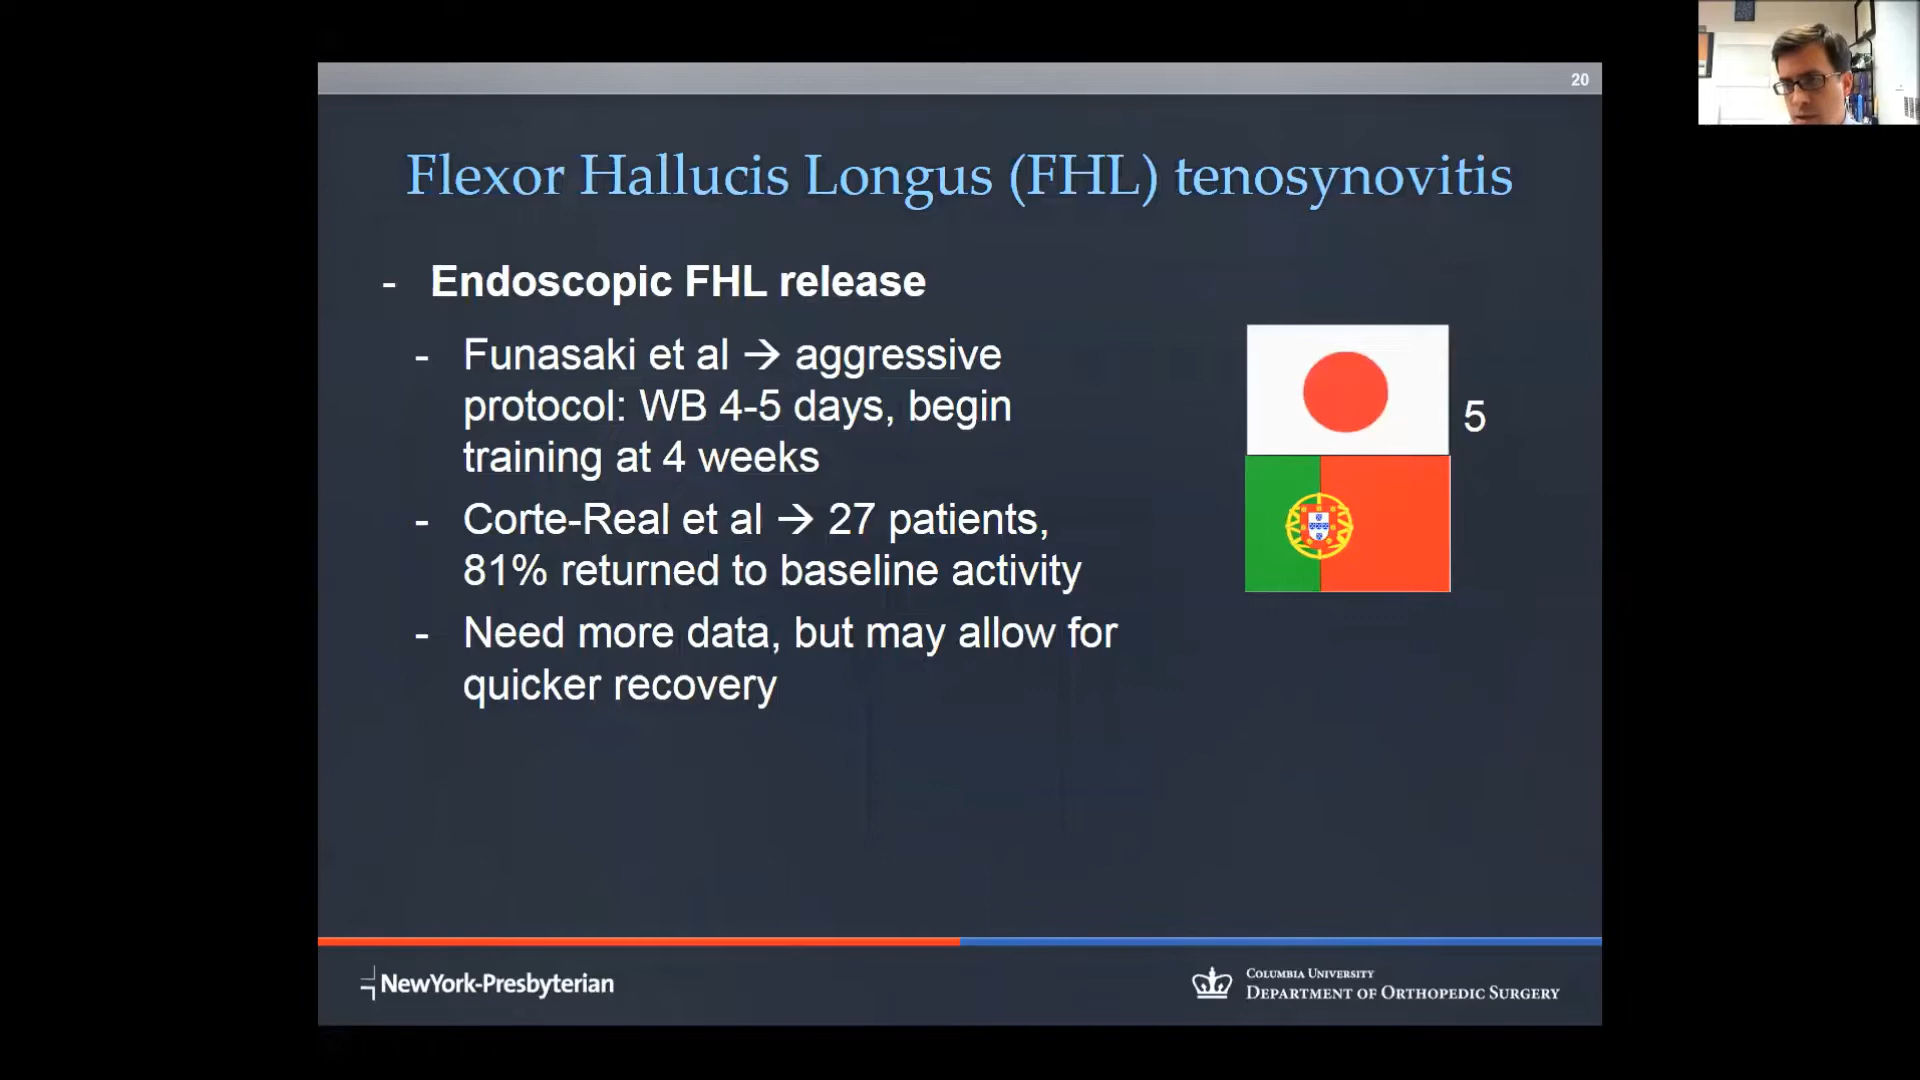 20
Flexor Hallucis Longus (FHL) tenosynovitis
- Endoscopic FHL release
- Funasaki et al → aggressive
protocol: WB 4-5 days, begin
training at 4 weeks
5
- Corte-Real et al → 27 patients,
81% returned to baseline activity
- Need more data, but may allow for
quicker recovery
NewYork-Presbyterian
COLUMBIA UNIVERSITY
DEPARTMENT OF ORTHOPEDIC SURGERY